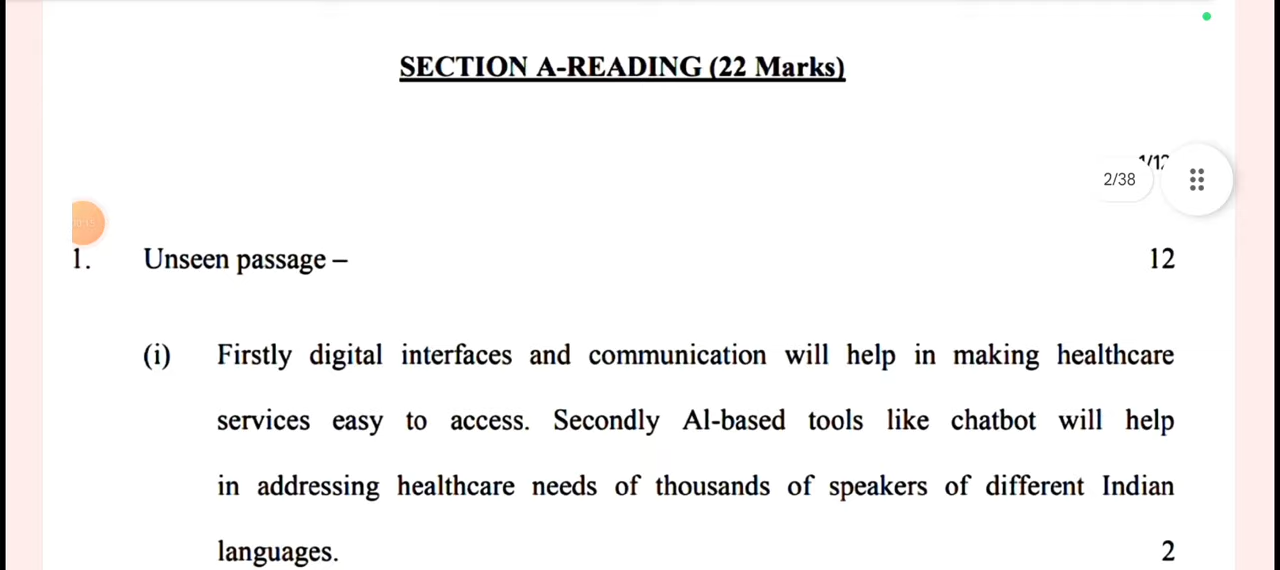 SECTION A-READING (22 Marks)
2/38
1. Unseen passage – 12
(i) Firstly digital interfaces and communication will help in making healthcare
services easy to access. Secondly Al-based tools like chatbot will help
in addressing healthcare needs of thousands of speakers of different Indian
languages. 2